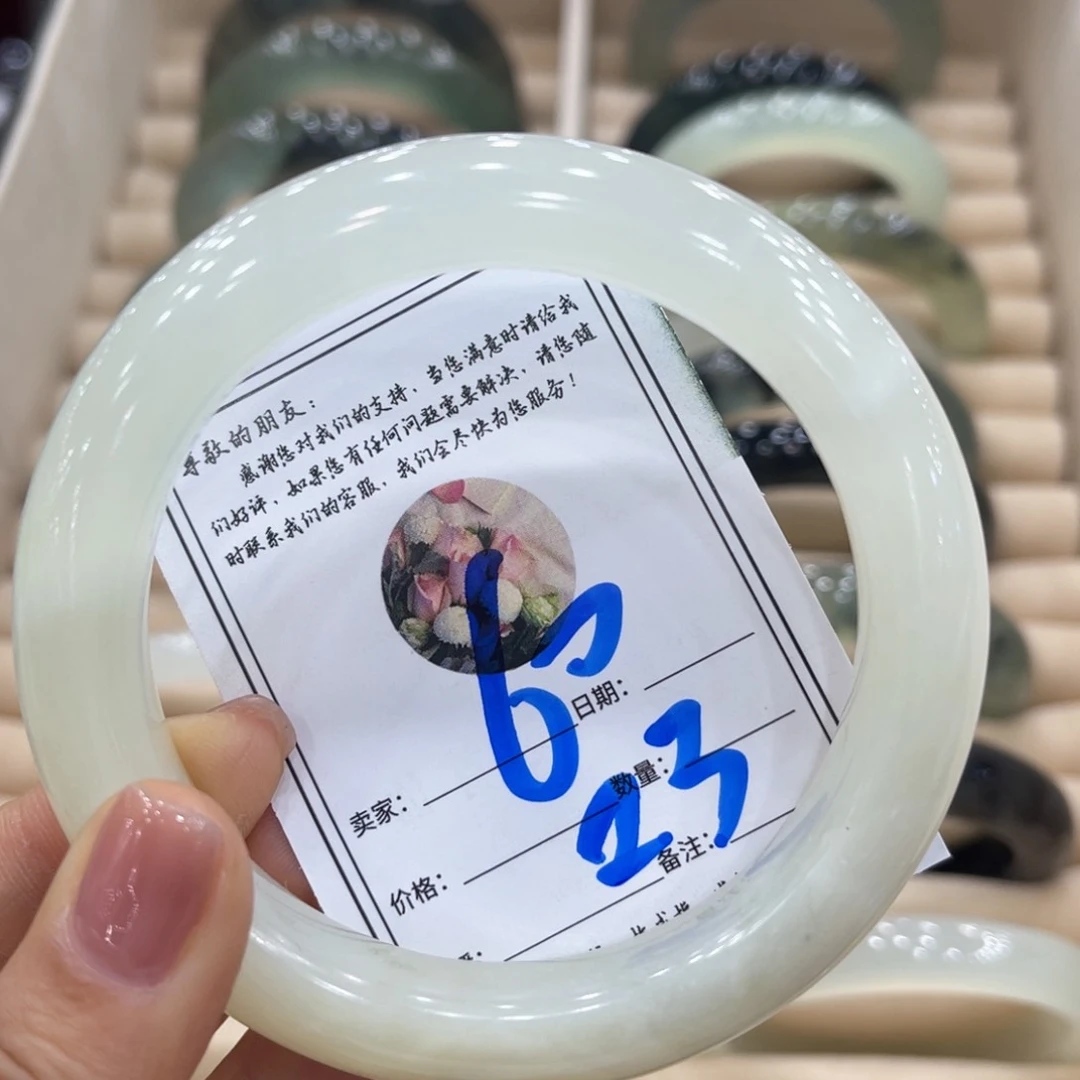 尊敬的朋友：
感谢您对我们的支持，当您满意时请给我
们好评，如果您有任何问题需要解决，请您随
时联系我们的客服，我们会尽快为您服务！
日期：
卖家：
数量：
23
价格：
备注：